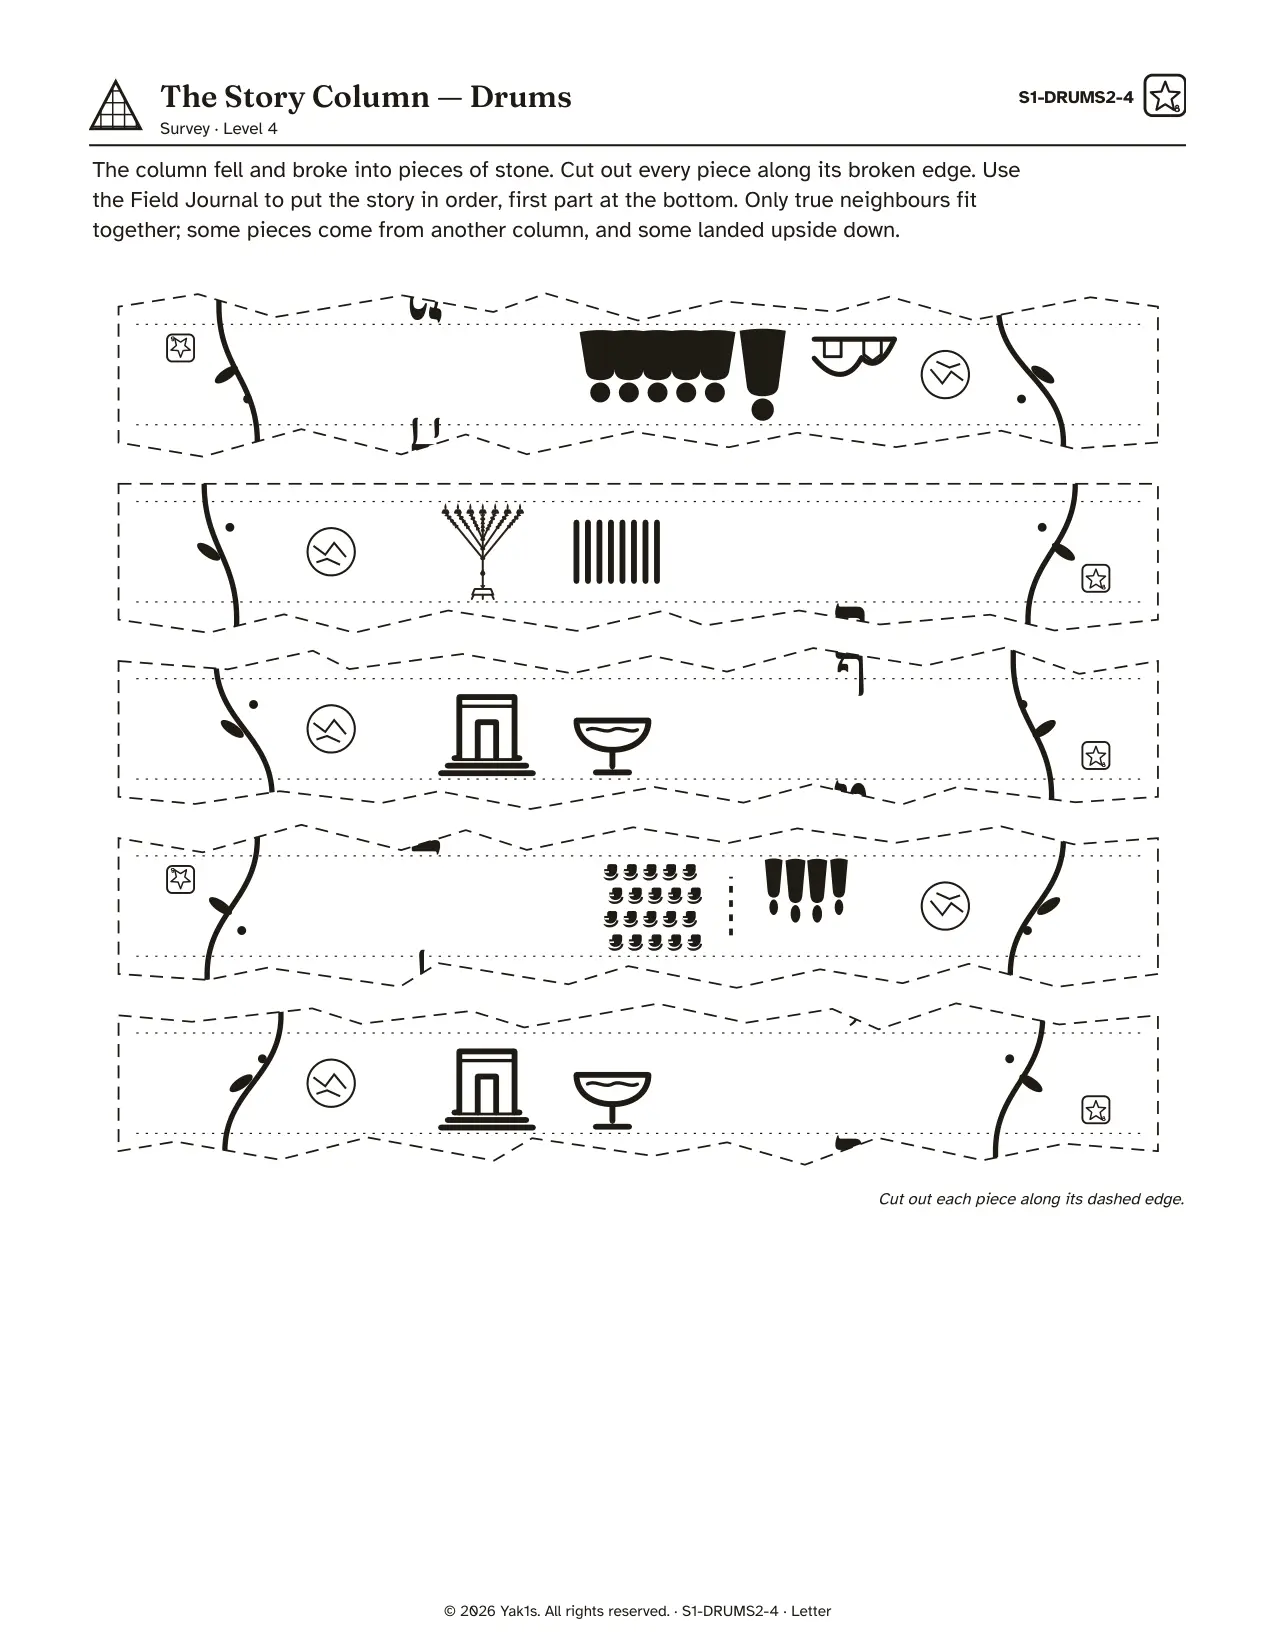 The Story Column — Drums
Survey · Level 4
S1-DRUMS2-4
The column fell and broke into pieces of stone. Cut out every piece along its broken edge. Use
the Field Journal to put the story in order, first part at the bottom. Only true neighbours fit
together; some pieces come from another column, and some landed upside down.
Cut out each piece along its dashed edge.
© 2026 Yak1s. All rights reserved. · S1-DRUMS2-4 · Letter